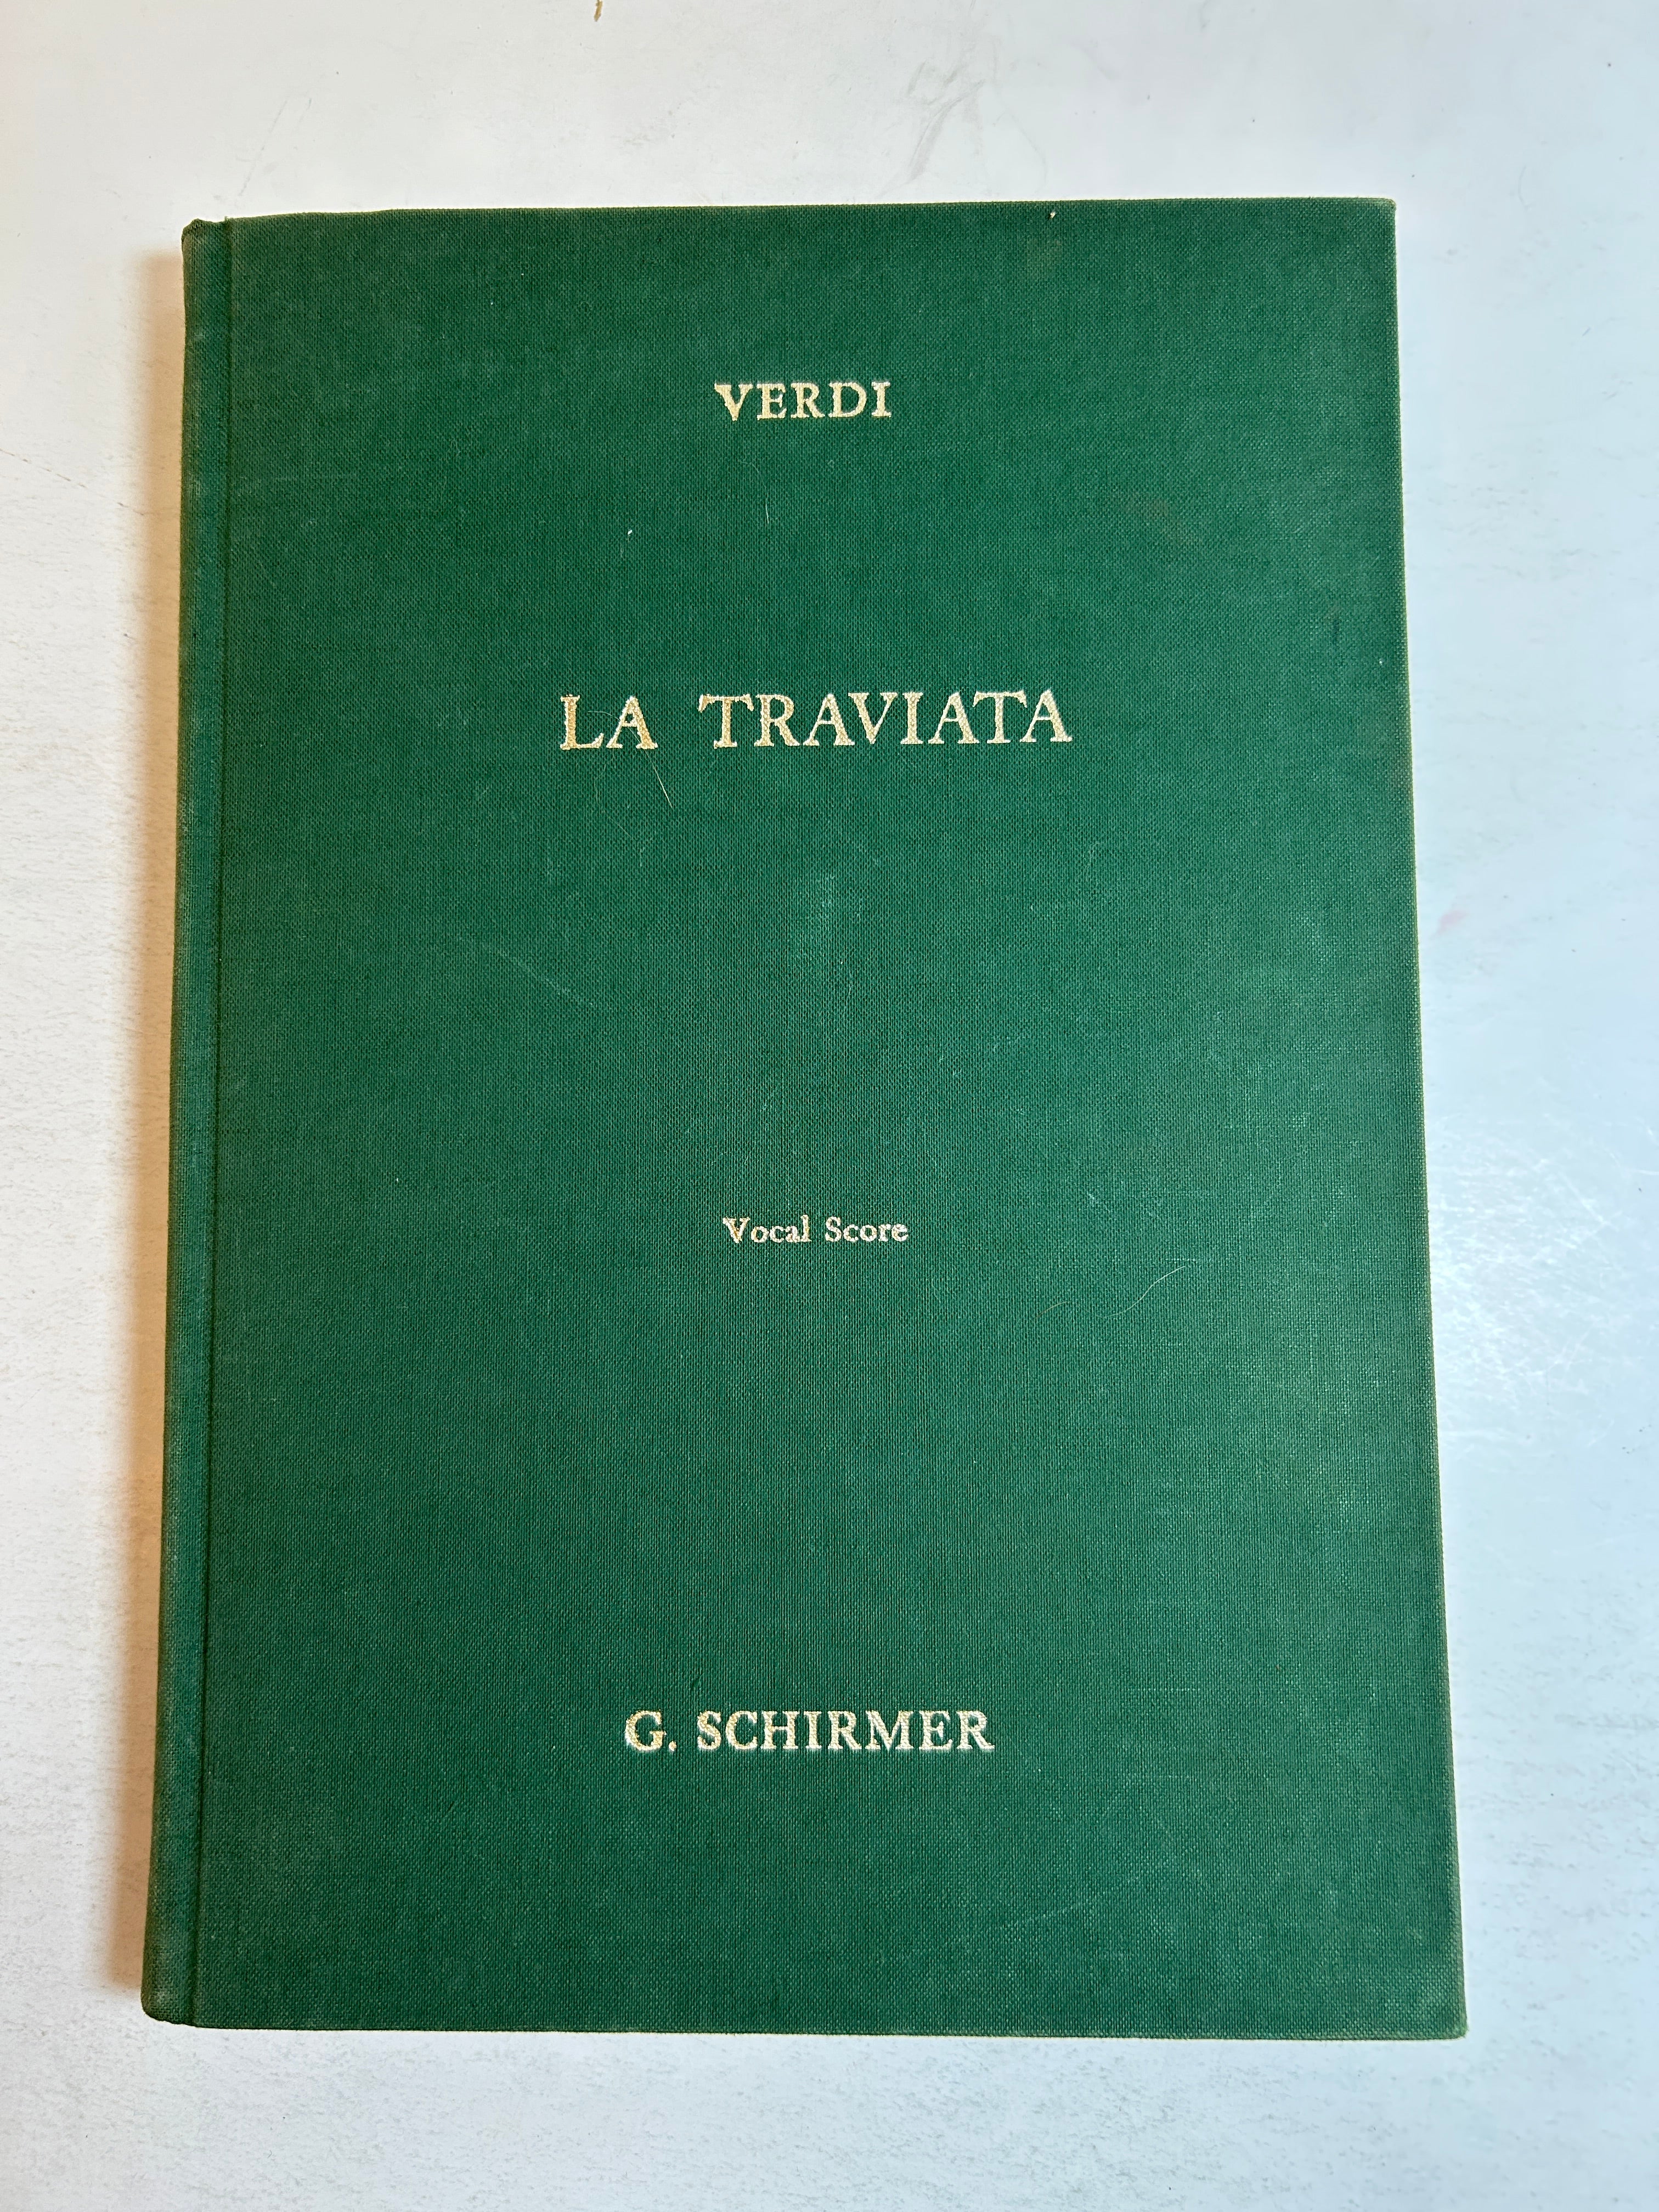 VERDI
LA TRAVIATA
Vocal Score
G. SCHIRMER